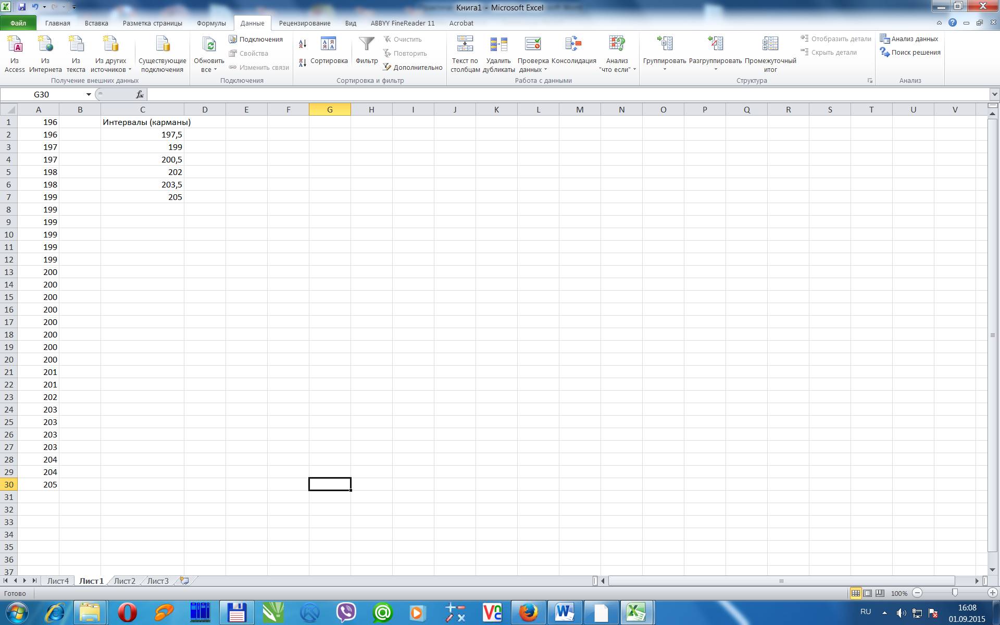 Книга1 - Microsoft Excel
Файл Главная Вставка Разметка страницы Формулы Данные Рецензирование Вид ABBYY FineReader 11 Acrobat
Из Access
Из Интернета
Из текста
Из других источников
Существующие подключения
Получение внешних данных
Обновить все
Подключения
Свойства
Изменить связи
Подключения
Сортировка
Фильтр
Очистить
Повторить
Дополнительно
Сортировка и фильтр
Текст по столбцам
Удалить дубликаты
Проверка данных
Консолидация
Анализ "что если"
Работа с данными
Группировать
Разгруппировать
Промежуточный итог
Отобразить детали
Скрыть детали
Структура
Анализ данных
Поиск решения
Анализ
G30 fx
A B C D E F G H I J K L M N O P Q R S T U V
1 196 Интервалы (карманы)
2 196 197,5
3 197 199
4 197 200,5
5 198 202
6 198 203,5
7 199 205
8 199
9 199
10 199
11 199
12 199
13 200
14 200
15 200
16 200
17 200
18 200
19 200
20 200
21 201
22 201
23 202
24 203
25 203
26 203
27 203
28 204
29 204
30 205
31
32
33
34
35
36
37
Лист4 Лист1 Лист2 Лист3
Готово 100%
RU 16:08
01.09.2015